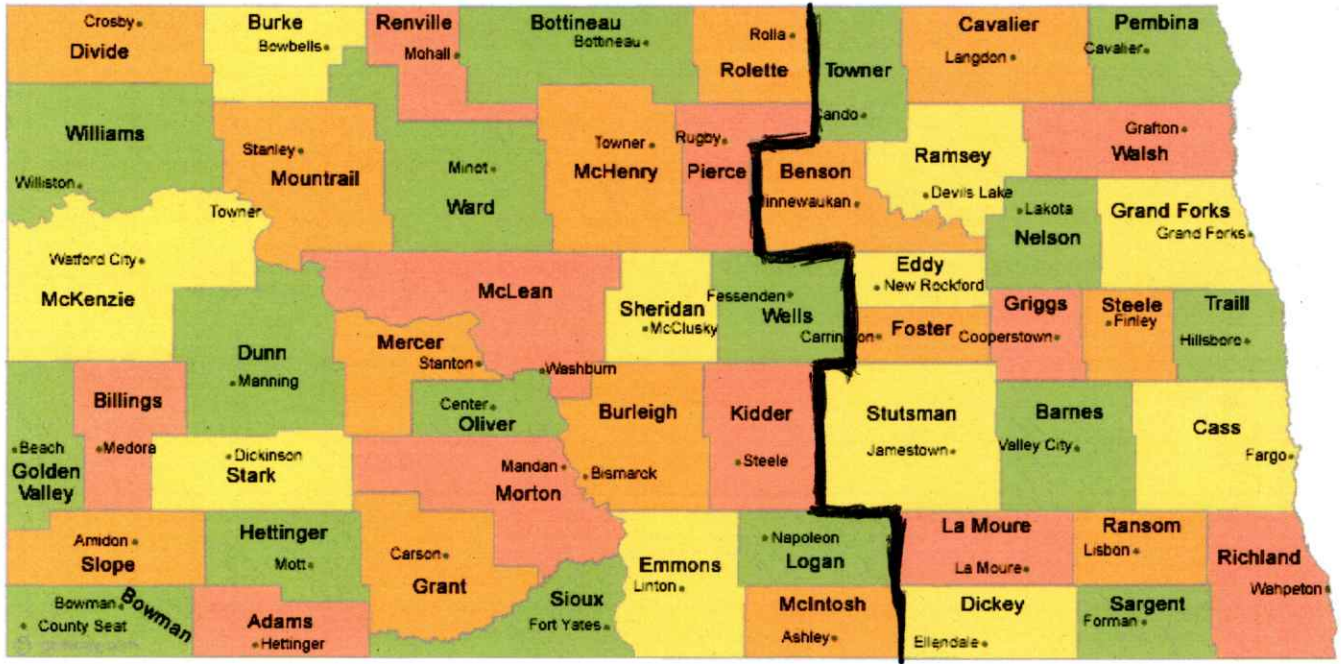 Crosby
Divide
Burke
Bowbells
Renville
Mohall
Bottineau
Bottineau
Rolla
Rolette
Towner
Cando
Cavalier
Langdon
Pembina
Cavalier
Williams
Williston
Stanley
Mountrail
Minot
Ward
Towner
McHenry
Rugby
Pierce
Benson
Minnewaukan
Ramsey
Devils Lake
Grafton
Walsh
Lakota
Nelson
Grand Forks
Grand Forks
Towner
Watford City
McKenzie
Dunn
Manning
McLean
Washburn
Mercer
Stanton
Center
Oliver
Sheridan
McClusky
Fessenden
Wells
Eddy
New Rockford
Carrington
Foster
Griggs
Cooperstown
Steele
Finley
Traill
Hillsboro
Beach
Golden
Valley
Billings
Medora
Dickinson
Stark
Mandan
Morton
Burleigh
Bismarck
Kidder
Steele
Stutsman
Jamestown
Barnes
Valley City
Cass
Fargo
Amidon
Slope
Hettinger
Mott
Carson
Grant
Emmons
Linton
Napoleon
Logan
La Moure
La Moure
Ransom
Lisbon
Richland
Wahpeton
Bowman
Bowman
County Seat
Adams
Hettinger
Sioux
Fort Yates
McIntosh
Ashley
Dickey
Ellendale
Sargent
Forman